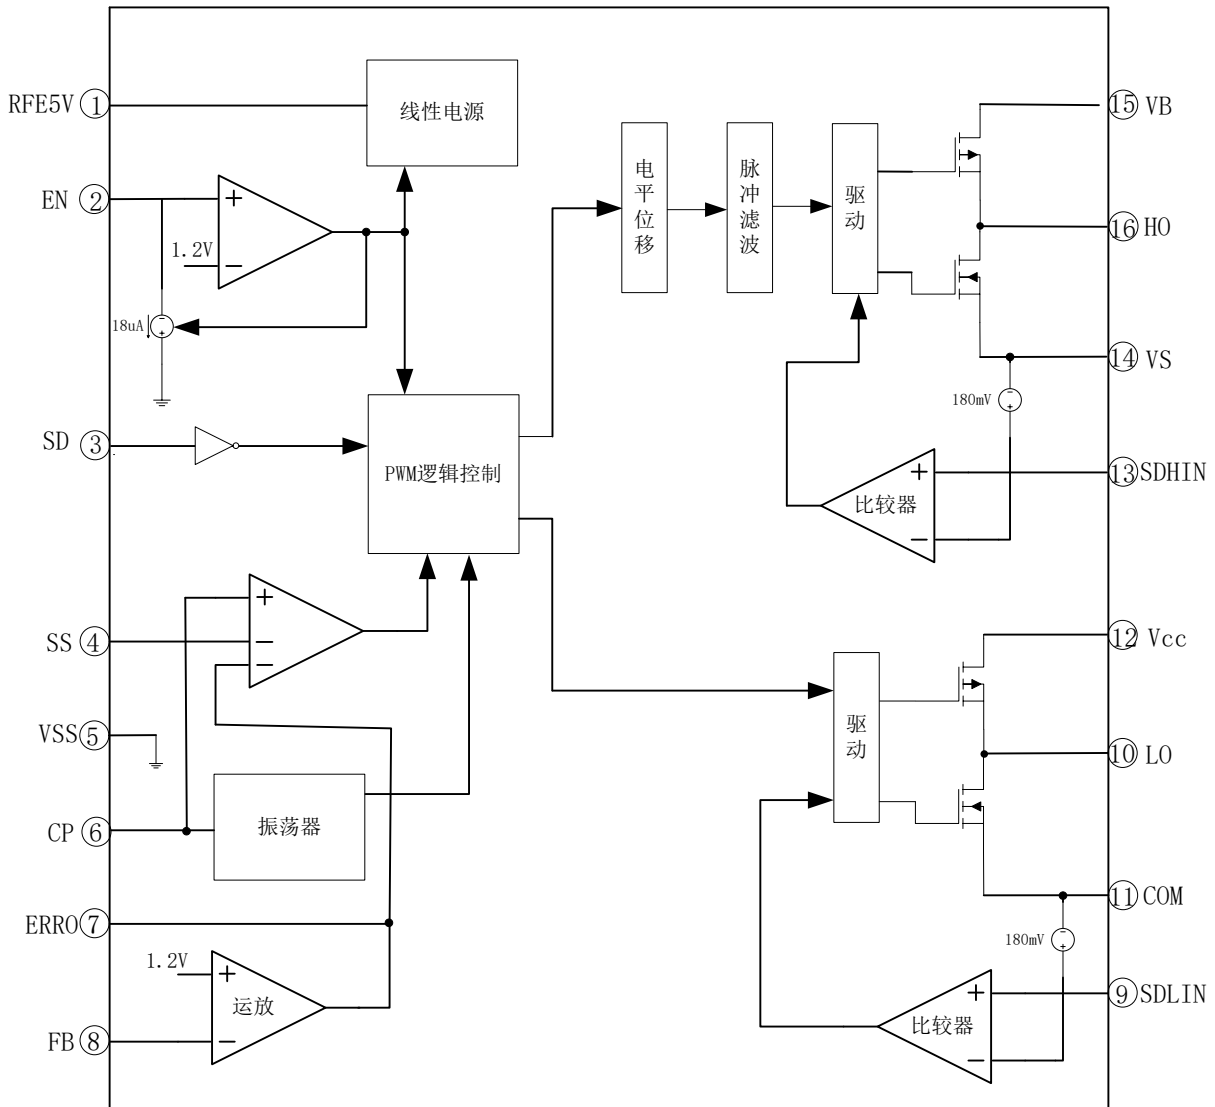 RFE5V ①
线性电源
⑮ VB
EN ②
+
1.2V
−
电平位移
脉冲滤波
驱动
⑯ HO
18uA
−
+
⑭ VS
180mV
−
+
SD ③
PWM逻辑控制
⑬ SDHIN
+
比较器
−
+
SS ④
−
−
⑫ Vcc
驱动
VSS ⑤
⑩ LO
CP ⑥
振荡器
⑪ COM
ERRO ⑦
180mV
−
+
1.2V
+
运放
−
⑨ SDLIN
+
比较器
−
FB ⑧